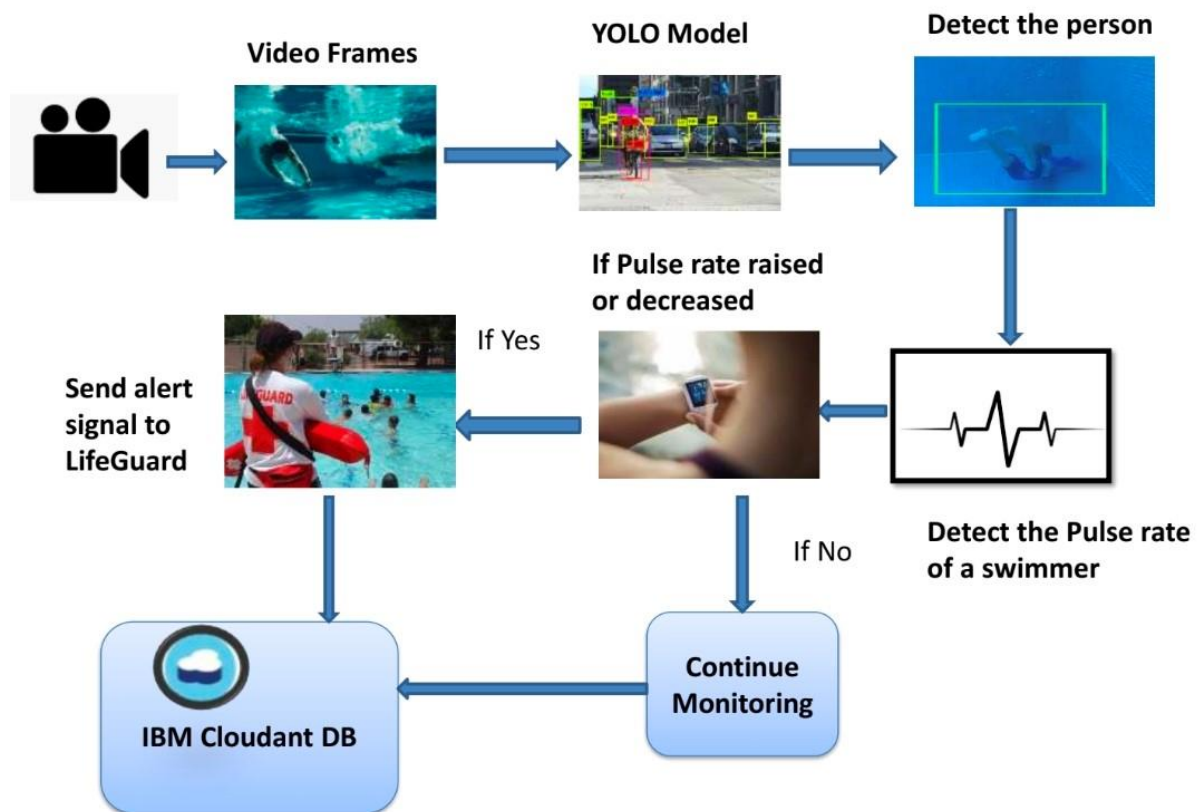 Video Frames
YOLO Model
Detect the person
If Pulse rate raised
or decreased
If Yes
Send alert
signal to
LifeGuard
GUARD
If No
Detect the Pulse rate
of a swimmer
Continue
Monitoring
IBM Cloudant DB